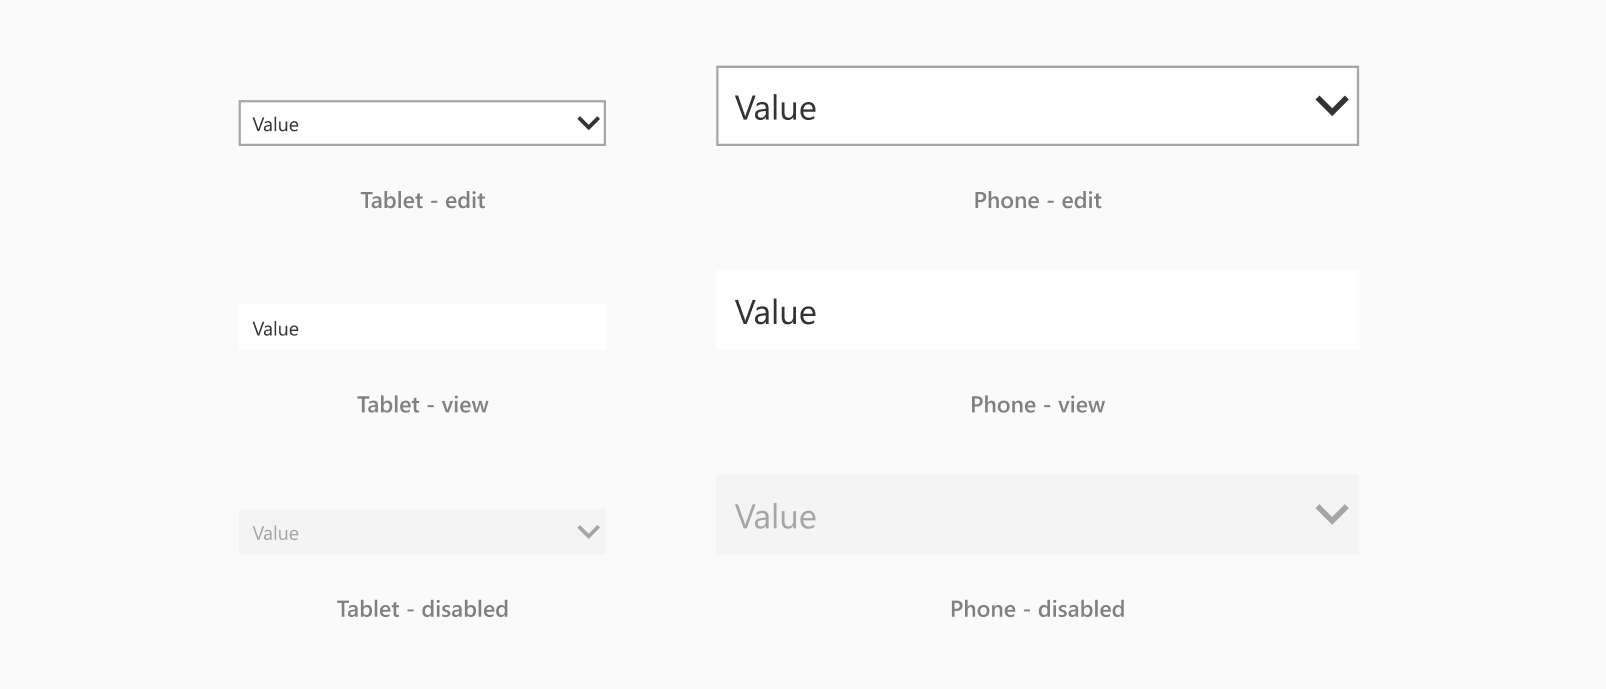 Value
Value
Tablet - edit
Phone - edit
Value
Value
Tablet - view
Phone - view
Value
Value
Tablet - disabled
Phone - disabled